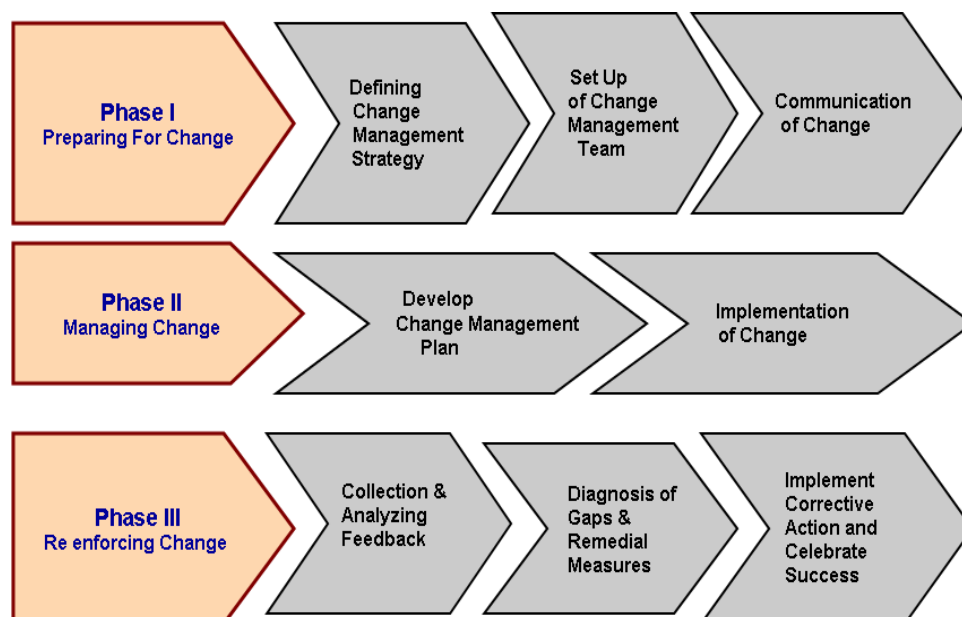 Phase I
Preparing For Change
Defining
Change
Management
Strategy
Set Up
of Change
Management
Team
Communication
of Change
Phase II
Managing Change
Develop
Change Management
Plan
Implementation
of Change
Phase III
Re enforcing Change
Collection &
Analyzing
Feedback
Diagnosis of
Gaps &
Remedial
Measures
Implement
Corrective
Action and
Celebrate
Success